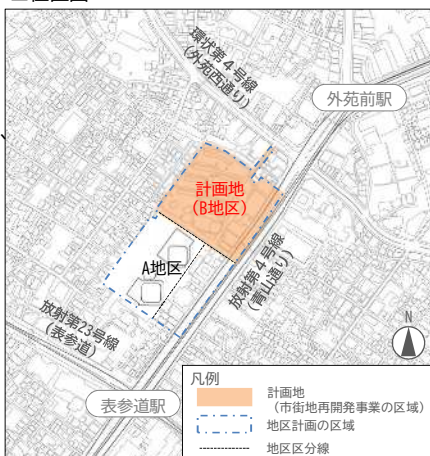 環状第４号線
(外苑西通り)
外苑前駅
計画地
(B地区)
A地区
放射第４号線
(青山通り)
放射第23号線
(表参道)
表参道駅
N
凡例
計画地
（市街地再開発事業の区域）
地区計画の区域
地区区分線